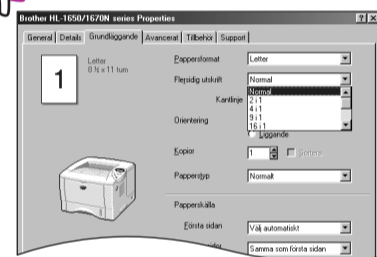 Brother HL-1650/1670N series Properties
General Details Grundläggande Avancerat Tillbehör Support
1
Letter
8 ½ x 11 tum
Pappersformat Letter
Flersidig utskrift Normal
Normal
Kantlinje 2 i 1
4 i 1
Orientering 9 i 1
16 i 1
Liggande
Kopior 1 Sortera
Papperstyp Normalt
Papperskälla
Första sidan Välj automatiskt
Samma som första sidan